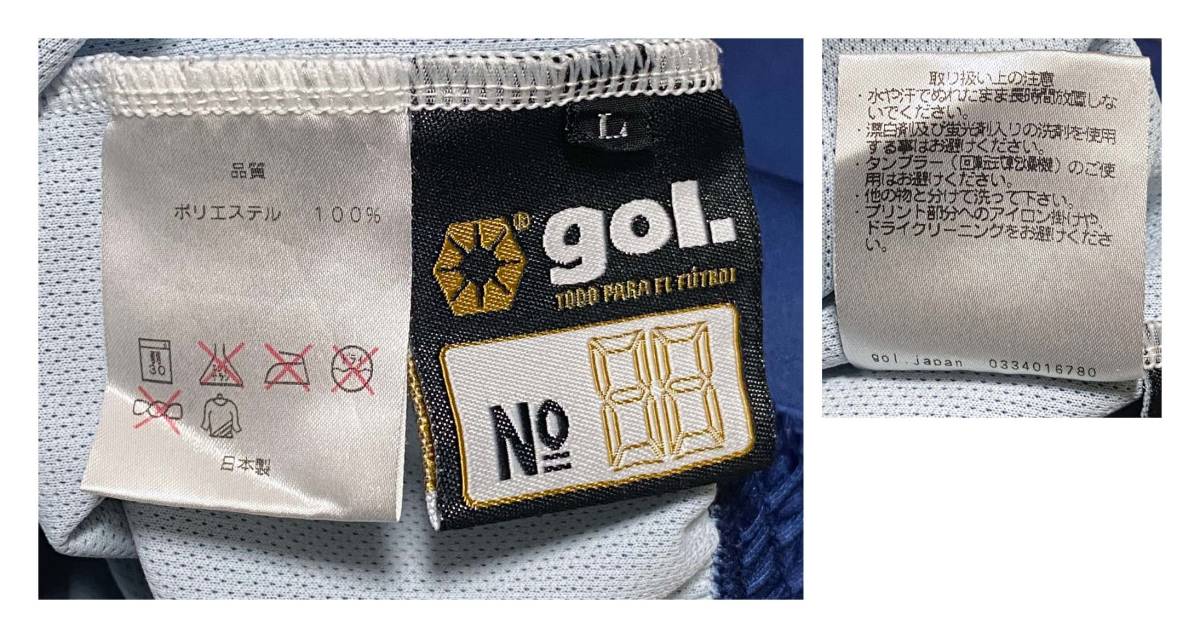 品質
ポリエステル 100%
30
日本製
L
gol.
®
TODO PARA EL FÚTBOL
No
88
取り扱い上の注意
・水や汗でぬれたまま長時間放置しな
いでください。
・漂白剤及び蛍光剤入りの洗剤を使用
する事はお避けください。
・タンブラー(回転式乾燥機)のご使
用はお避けください。
・他の物と分けて洗って下さい。
・プリント部分へのアイロン掛けや、
ドライクリーニングをお避けくださ
い。
gol.japan 0334016780